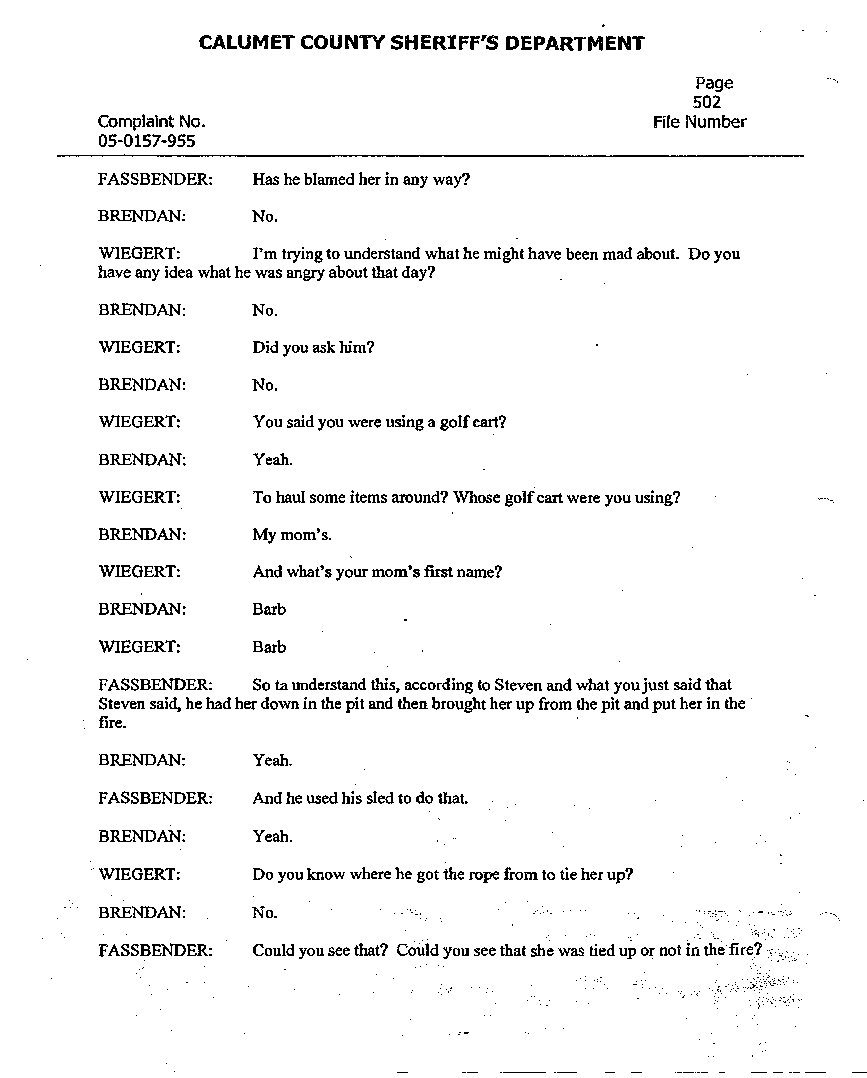 CALUMET COUNTY SHERIFF'S DEPARTMENT
Page
502
Complaint No.
File Number
05-0157-955
FASSBENDER: Has he blamed her in any way?
BRENDAN: No.
WIEGERT: I'm trying to understand what he might have been mad about. Do you
have any idea what he was angry about that day?
BRENDAN: No.
WIEGERT: Did you ask him?
BRENDAN: No.
WIEGERT: You said you were using a golf cart?
BRENDAN: Yeah.
WIEGERT: To haul some items around? Whose golf cart were you using?
BRENDAN: My mom's.
WIEGERT: And what's your mom's first name?
BRENDAN: Barb
WIEGERT: Barb
FASSBENDER: So ta understand this, according to Steven and what you just said that
Steven said, he had her down in the pit and then brought her up from the pit and put her in the
fire.
BRENDAN: Yeah.
FASSBENDER: And he used his sled to do that.
BRENDAN: Yeah.
WIEGERT: Do you know where he got the rope from to tie her up?
BRENDAN: No.
FASSBENDER: Could you see that? Could you see that she was tied up or not in the fire?